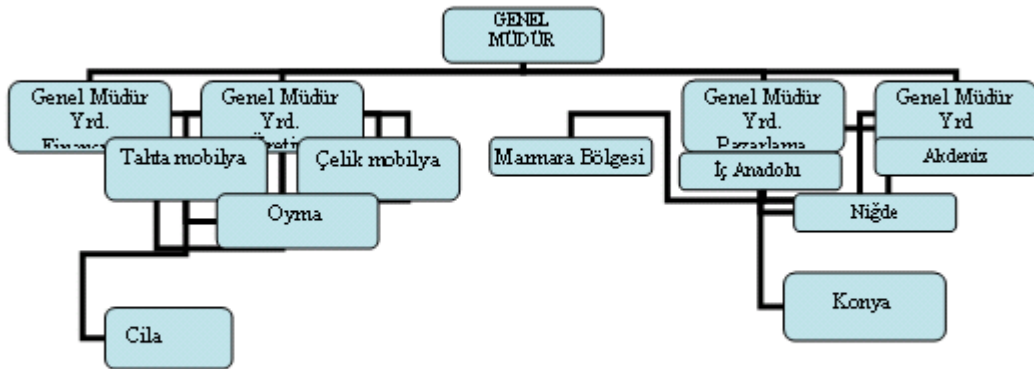 GENEL
MÜDÜR
Genel Müdür
Yrd.
Genel Müdür
Yrd.
Genel Müdür
Yrd.
Pazarlama
Genel Müdür
Yrd
Tahta mobilya
Çelik mobilya
Marmara Bölgesi
İç Anadolu
Akdeniz
Oyma
Niğde
Cila
Konya